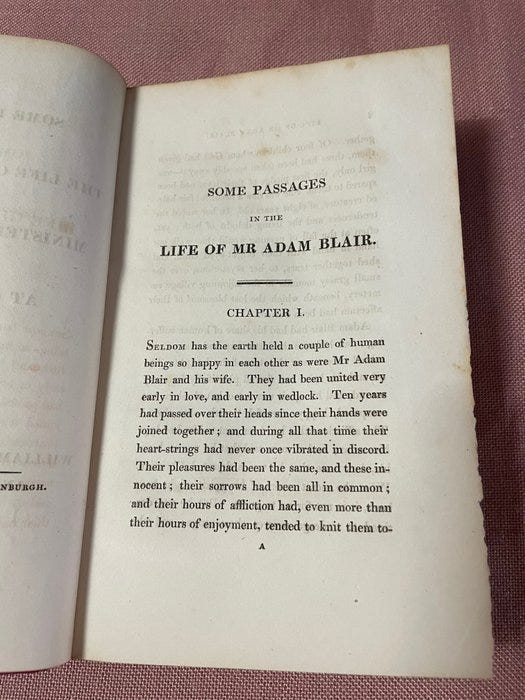 NBURGH.
SOME PASSAGES
IN THE
LIFE OF MR ADAM BLAIR.
CHAPTER I.
SELDOM has the earth held a couple of human
beings so happy in each other as were Mr Adam
Blair and his wife. They had been united very
early in love, and early in wedlock. Ten years
had passed over their heads since their hands were
joined together; and during all that time their
heart-strings had never once vibrated in discord.
Their pleasures had been the same, and these in-
nocent; their sorrows had been all in common;
and their hours of affliction had, even more than
their hours of enjoyment, tended to knit them to-
A